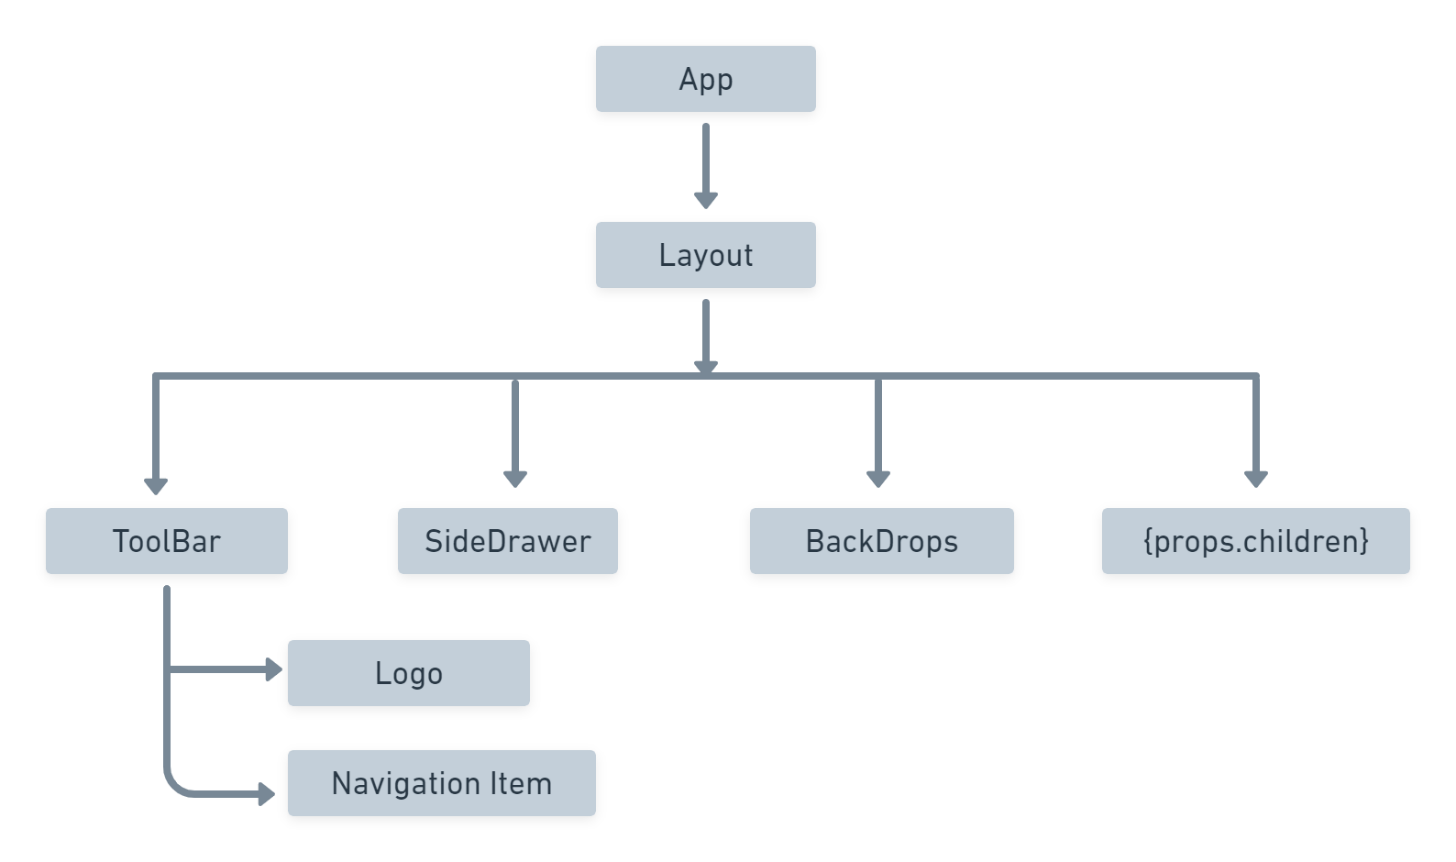 App
Layout
ToolBar
SideDrawer
BackDrops
{props.children}
Logo
Navigation Item